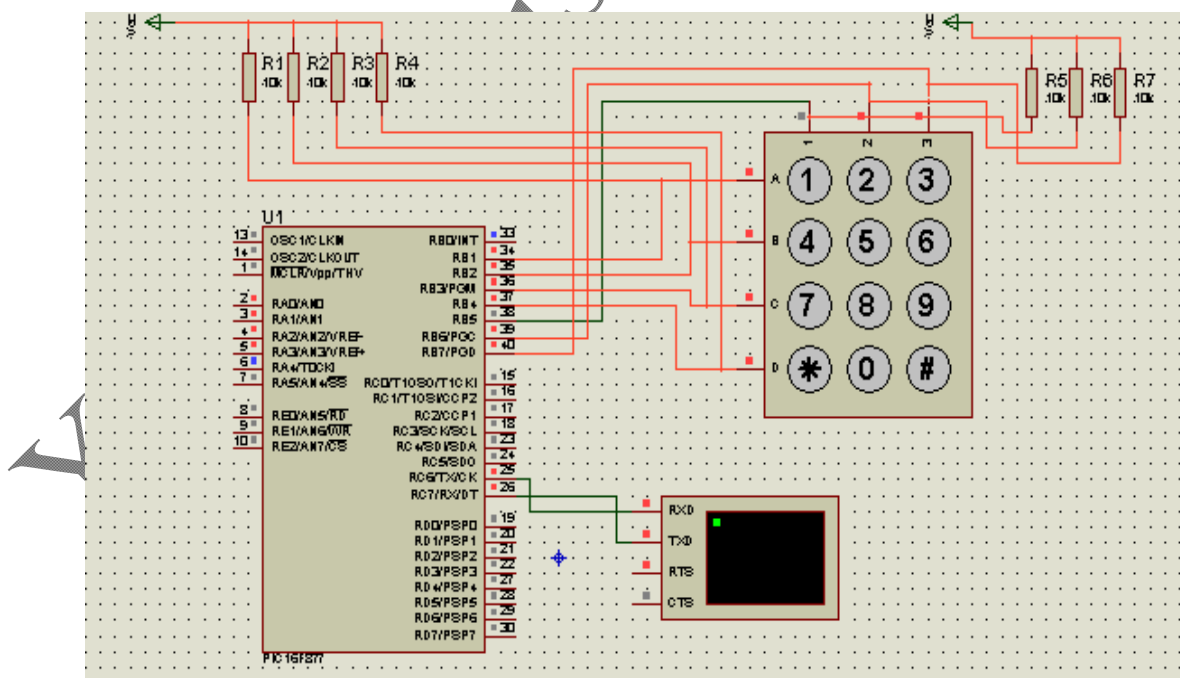 R1 R2 R3 R4
10k 10k 10k 10k
R5 R6 R7
10k 10k 10k
1 2 3
A 1 2 3
B 4 5 6
C 7 8 9
D * 0 #
U1
13 OSC1/CLKIN RB0/INT 33
14 OSC2/CLKOUT RB1 34
1 MCLR/Vpp/THV RB2 35
RB3/PGM 36
2 RA0/AN0 RB4 37
3 RA1/AN1 RB5 38
4 RA2/AN2/VREF- RB6/PGC 39
5 RA3/AN3/VREF+ RB7/PGD 40
6 RA4/T0CKI
7 RA5/AN4/SS RC0/T1OSO/T1CKI 15
RC1/T1OSI/CCP2 16
8 RE0/AN5/RD RC2/CCP1 17
9 RE1/AN6/WR RC3/SCK/SCL 18
10 RE2/AN7/CS RC4/SDI/SDA 23
RC5/SDO 24
RC6/TX/CK 25
RC7/RX/DT 26
RD0/PSP0 19
RD1/PSP1 20
RD2/PSP2 21
RD3/PSP3 22
RD4/PSP4 27
RD5/PSP5 28
RD6/PSP6 29
RD7/PSP7 30
PIC16F877
RXD
TXD
RTS
CTS